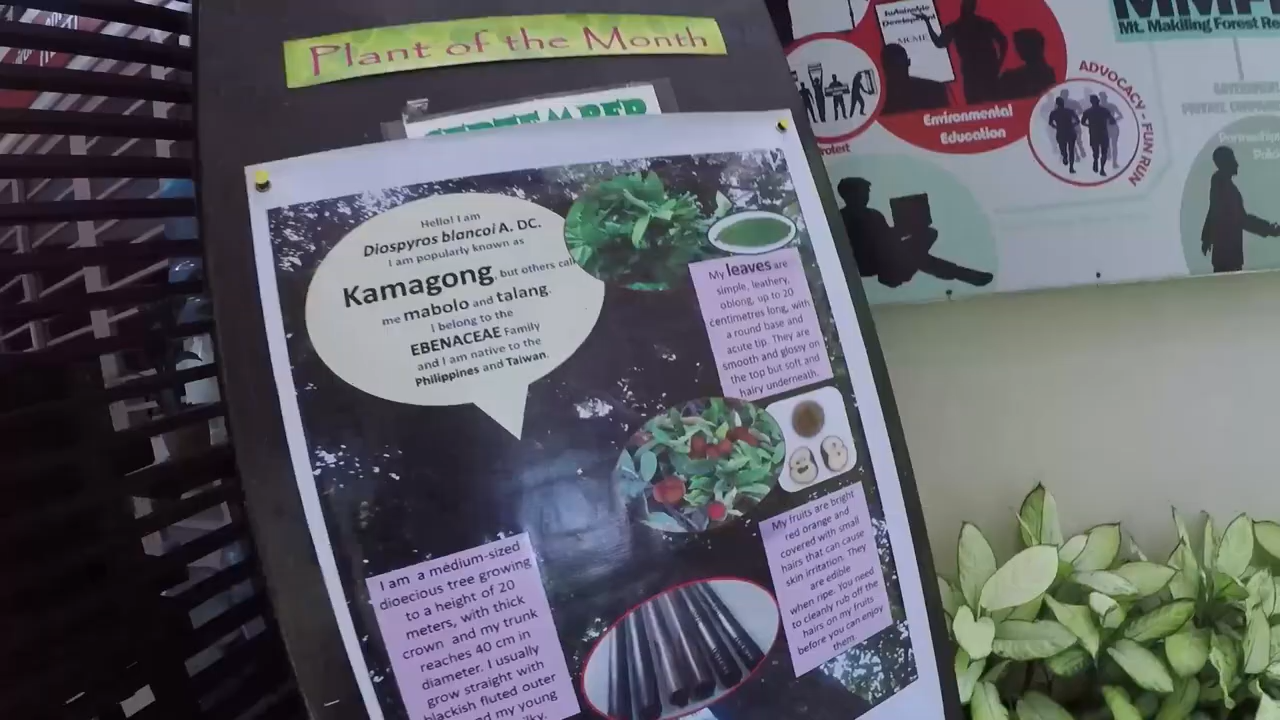 Plant of the Month
SEPTEMBER
Hello! I am
Diospyros blancoi A. DC.
I am popularly known as
Kamagong, but others call
me mabolo and talang.
I belong to the
EBENACEAE Family
and I am native to the
Philippines and Taiwan.
My leaves are
simple, leathery,
oblong, up to 20
centimetres long, with
a round base and
acute tip. They are
smooth and glossy on
the top but soft and
hairy underneath.
My fruits are bright
red orange and
covered with small
hairs that can cause
skin irritation. They
are edible
when ripe. You need
to cleanly rub off the
hairs on my fruits
before you can enjoy
them.
I am a medium-sized
dioecious tree growing
to a height of 20
meters, with thick
crown and my trunk
reaches 40 cm in
diameter. I usually
grow straight with
blackish fluted outer
my young
Sustainable
Development
Mt. Makiling Forest Re
Environmental
Education
ADVOCACY - FUN RUN